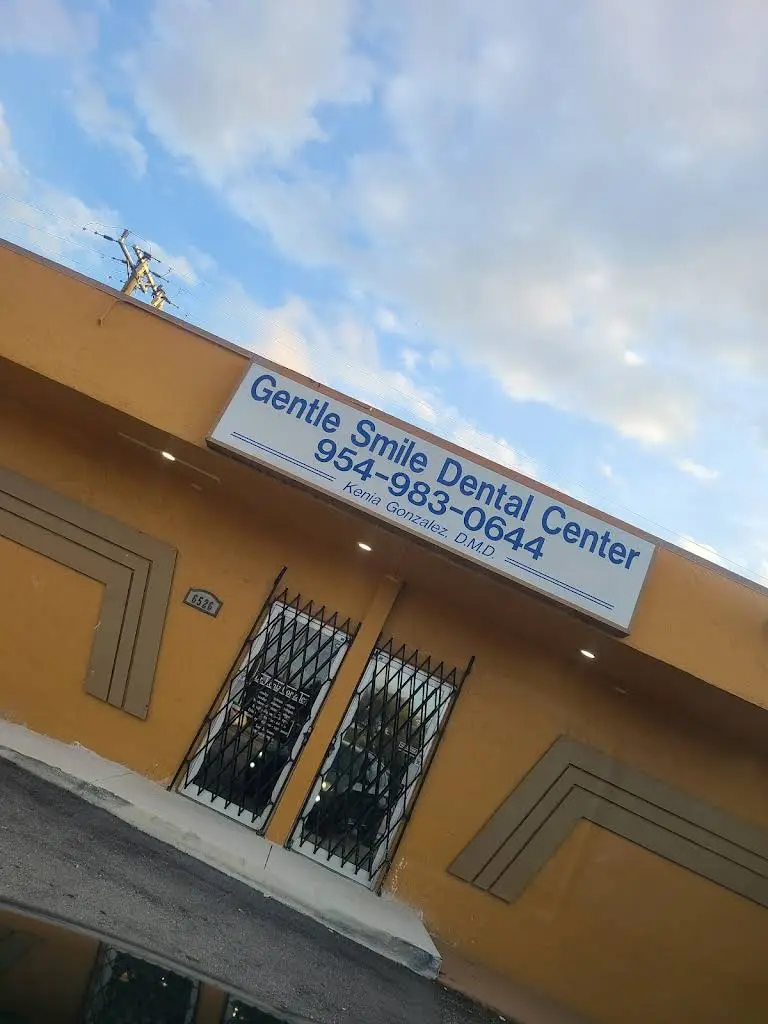 Gentle Smile Dental Center
954-983-0644
Kenia Gonzalez, D.M.D.
6526